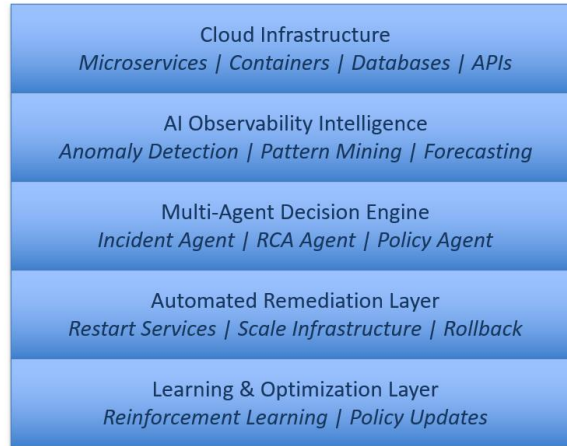 Cloud Infrastructure
Microservices | Containers | Databases | APIs
AI Observability Intelligence
Anomaly Detection | Pattern Mining | Forecasting
Multi-Agent Decision Engine
Incident Agent | RCA Agent | Policy Agent
Automated Remediation Layer
Restart Services | Scale Infrastructure | Rollback
Learning & Optimization Layer
Reinforcement Learning | Policy Updates